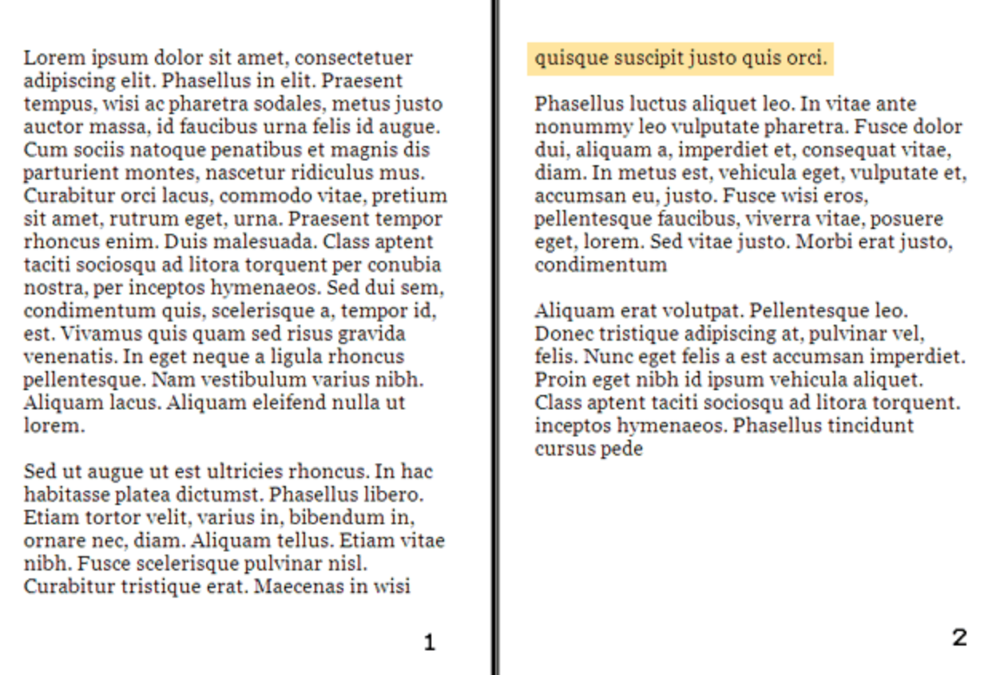 Lorem ipsum dolor sit amet, consectetuer
adipiscing elit. Phasellus in elit. Praesent
tempus, wisi ac pharetra sodales, metus justo
auctor massa, id faucibus urna felis id augue.
Cum sociis natoque penatibus et magnis dis
parturient montes, nascetur ridiculus mus.
Curabitur orci lacus, commodo vitae, pretium
sit amet, rutrum eget, urna. Praesent tempor
rhoncus enim. Duis malesuada. Class aptent
taciti sociosqu ad litora torquent per conubia
nostra, per inceptos hymenaeos. Sed dui sem,
condimentum quis, scelerisque a, tempor id,
est. Vivamus quis quam sed risus gravida
venenatis. In eget neque a ligula rhoncus
pellentesque. Nam vestibulum varius nibh.
Aliquam lacus. Aliquam eleifend nulla ut
lorem.
Sed ut augue ut est ultricies rhoncus. In hac
habitasse platea dictumst. Phasellus libero.
Etiam tortor velit, varius in, bibendum in,
ornare nec, diam. Aliquam tellus. Etiam vitae
nibh. Fusce scelerisque pulvinar nisl.
Curabitur tristique erat. Maecenas in wisi
1
quisque suscipit justo quis orci.
Phasellus luctus aliquet leo. In vitae ante
nonummy leo vulputate pharetra. Fusce dolor
dui, aliquam a, imperdiet et, consequat vitae,
diam. In metus est, vehicula eget, vulputate et,
accumsan eu, justo. Fusce wisi eros,
pellentesque faucibus, viverra vitae, posuere
eget, lorem. Sed vitae justo. Morbi erat justo,
condimentum
Aliquam erat volutpat. Pellentesque leo.
Donec tristique adipiscing at, pulvinar vel,
felis. Nunc eget felis a est accumsan imperdiet.
Proin eget nibh id ipsum vehicula aliquet.
Class aptent taciti sociosqu ad litora torquent.
inceptos hymenaeos. Phasellus tincidunt
cursus pede
2